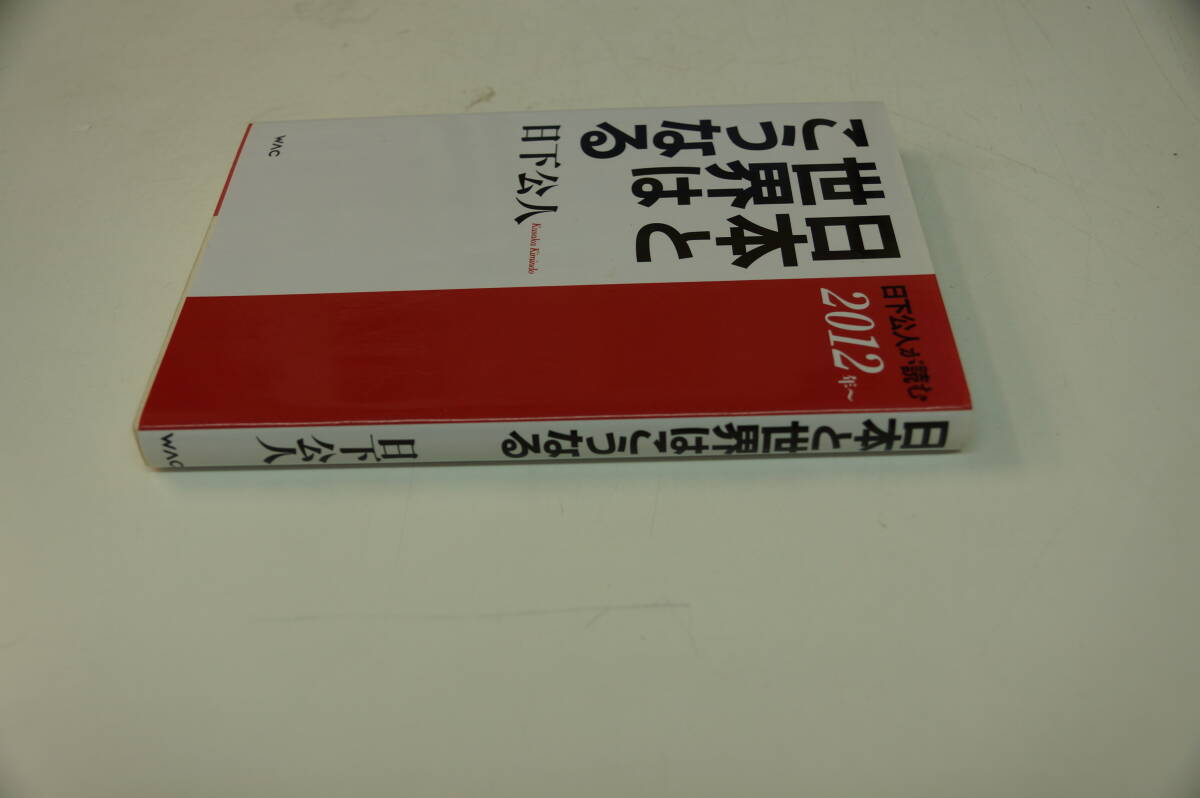 日下公人が読む
2012年〜
日本と
世界は
こうなる
日下公人
Kusaka Kimindo
WAC
日本と世界はこうなる
日下公人
WAC